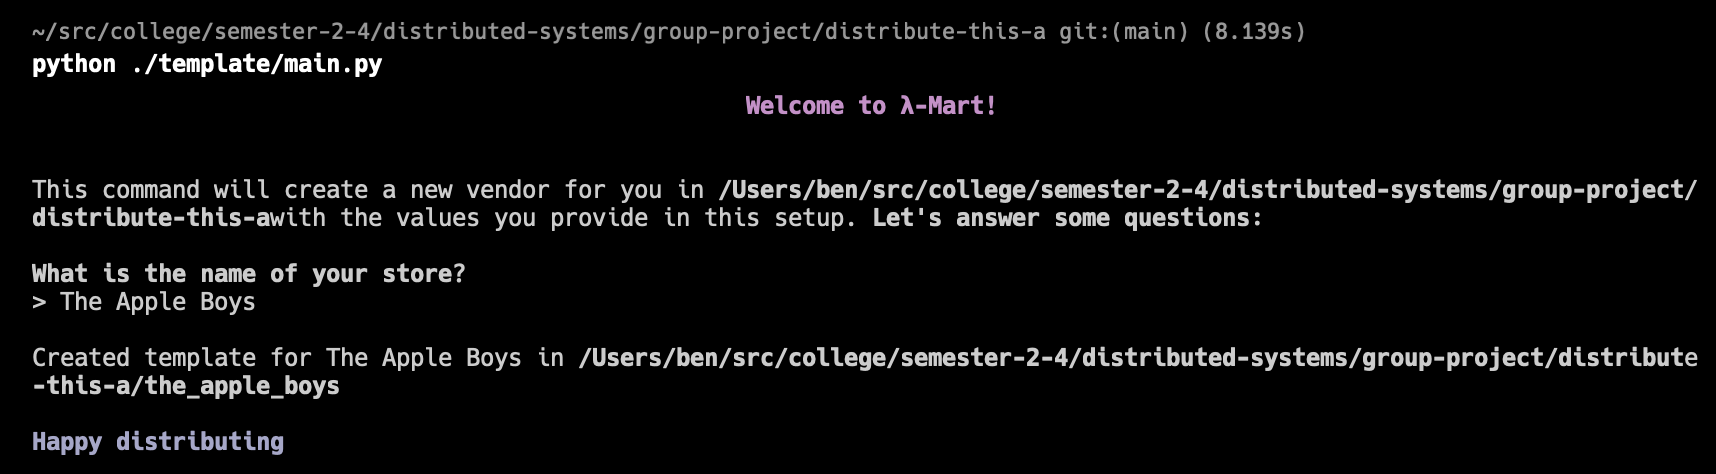 ~/src/college/semester-2-4/distributed-systems/group-project/distribute-this-a git:(main) (8.139s)
python ./template/main.py
Welcome to λ-Mart!
This command will create a new vendor for you in /Users/ben/src/college/semester-2-4/distributed-systems/group-project/
distribute-this-awith the values you provide in this setup. Let's answer some questions:
What is the name of your store?
> The Apple Boys
Created template for The Apple Boys in /Users/ben/src/college/semester-2-4/distributed-systems/group-project/distribute
-this-a/the_apple_boys
Happy distributing